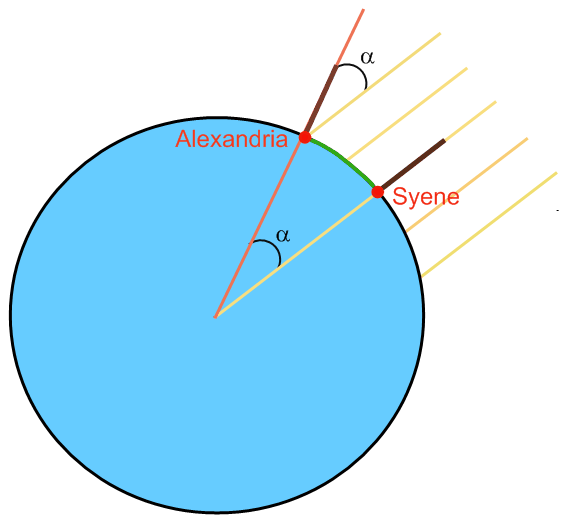 α
Alexandria
Syene
α